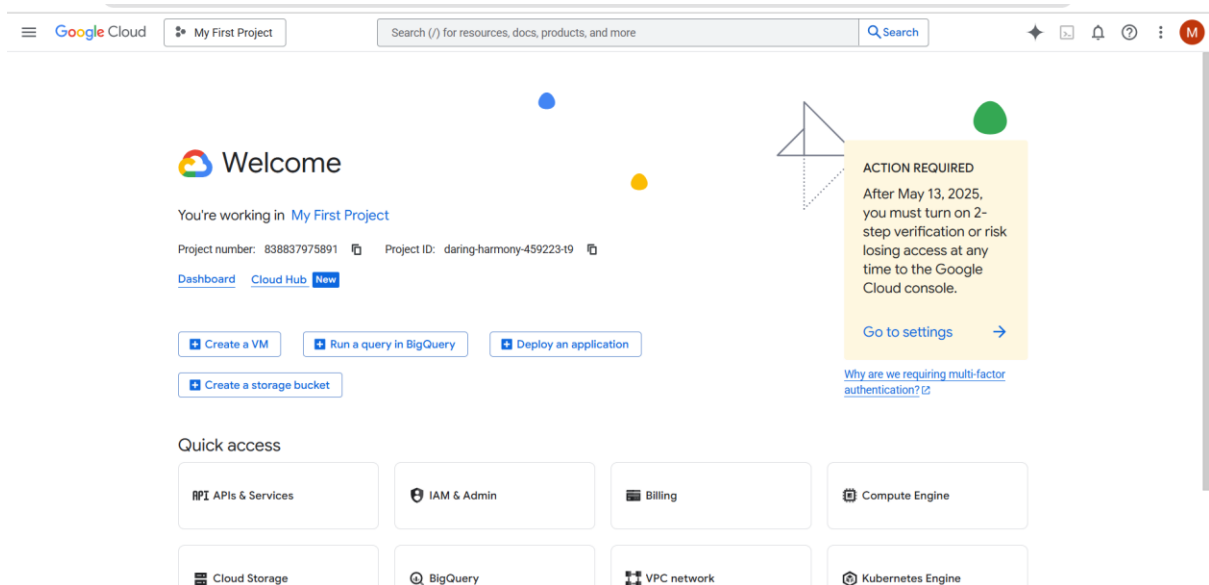 Google Cloud
My First Project
Search (/) for resources, docs, products, and more
Search
M
Welcome
You're working in My First Project
Project number: 838837975891
Project ID: daring-harmony-459223-t9
Dashboard
Cloud Hub New
Create a VM
Run a query in BigQuery
Deploy an application
Create a storage bucket
ACTION REQUIRED
After May 13, 2025,
you must turn on 2-
step verification or risk
losing access at any
time to the Google
Cloud console.
Go to settings
Why are we requiring multi-factor
authentication?
Quick access
API APIs & Services
IAM & Admin
Billing
Compute Engine
Cloud Storage
BigQuery
VPC network
Kubernetes Engine